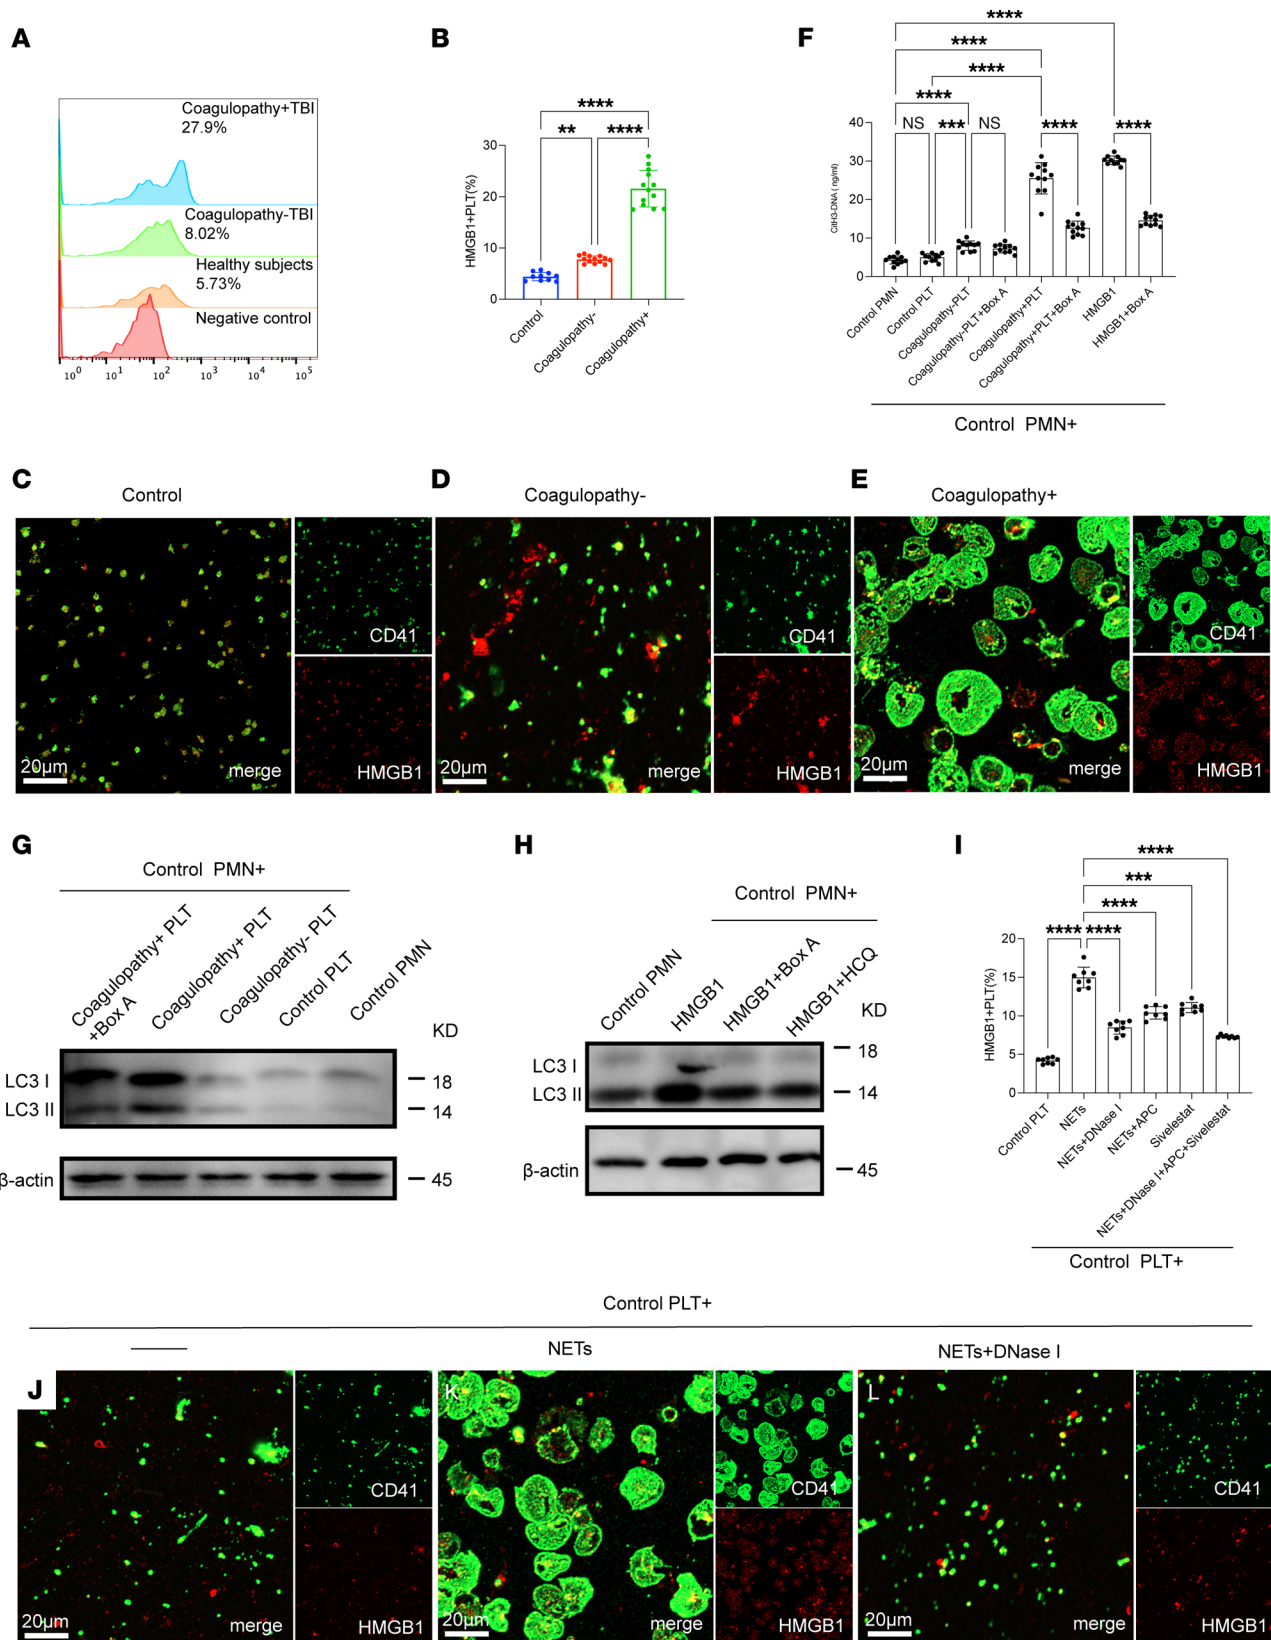 A
Coagulopathy+TBI
27.9%
Coagulopathy-TBI
8.02%
Healthy subjects
5.73%
Negative control
10^0 10^1 10^2 10^3 10^4 10^5
B
****
** ****
HMGB1+PLT(%)
30
20
10
0
Control
Coagulopathy-
Coagulopathy+
F
****
****
****
****
NS *** NS **** ****
CitH3-DNA ( ng/ml)
40
30
20
10
0
Control PMN
Control PLT
Coagulopathy-PLT
Coagulopathy-PLT+Box A
Coagulopathy+PLT
Coagulopathy+PLT+Box A
HMGB1
HMGB1+Box A
Control PMN+
C
Control
20μm
merge
CD41
HMGB1
D
Coagulopathy-
20μm
merge
CD41
HMGB1
E
Coagulopathy+
20μm
merge
CD41
HMGB1
G
Control PMN+
Coagulopathy+ PLT
+Box A
Coagulopathy+ PLT
Coagulopathy- PLT
Control PLT
Control PMN
KD
LC3 I
18
LC3 II
14
β-actin
45
H
Control PMN+
Control PMN
HMGB1
HMGB1+Box A
HMGB1+HCQ
KD
18
LC3 I
LC3 II
14
β-actin
45
I
****
***
****
**** ****
HMGB1+PLT(%)
20
15
10
5
0
Control PLT
NETs
NETs+DNase I
NETs+APC
Sivelestat
NETs+DNase I+APC+Sivelestat
Control PLT+
Control PLT+
J
20μm
merge
CD41
HMGB1
NETs
K
20μm
merge
CD41
HMGB1
NETs+DNase I
L
20μm
merge
CD41
HMGB1